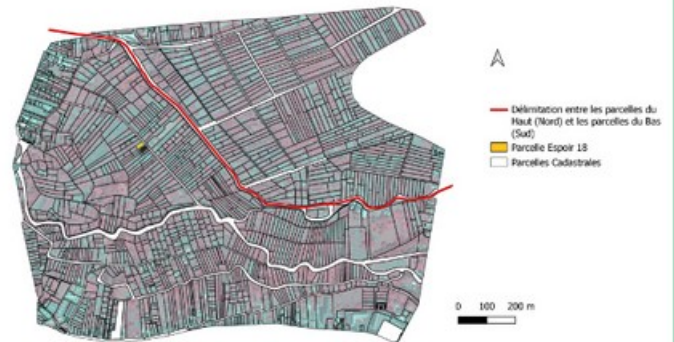 Délimitation entre les parcelles du
Haut (Nord) et les parcelles du Bas
(Sud)
Parcelle Espoir 18
Parcelles Cadastrales
0 100 200 m